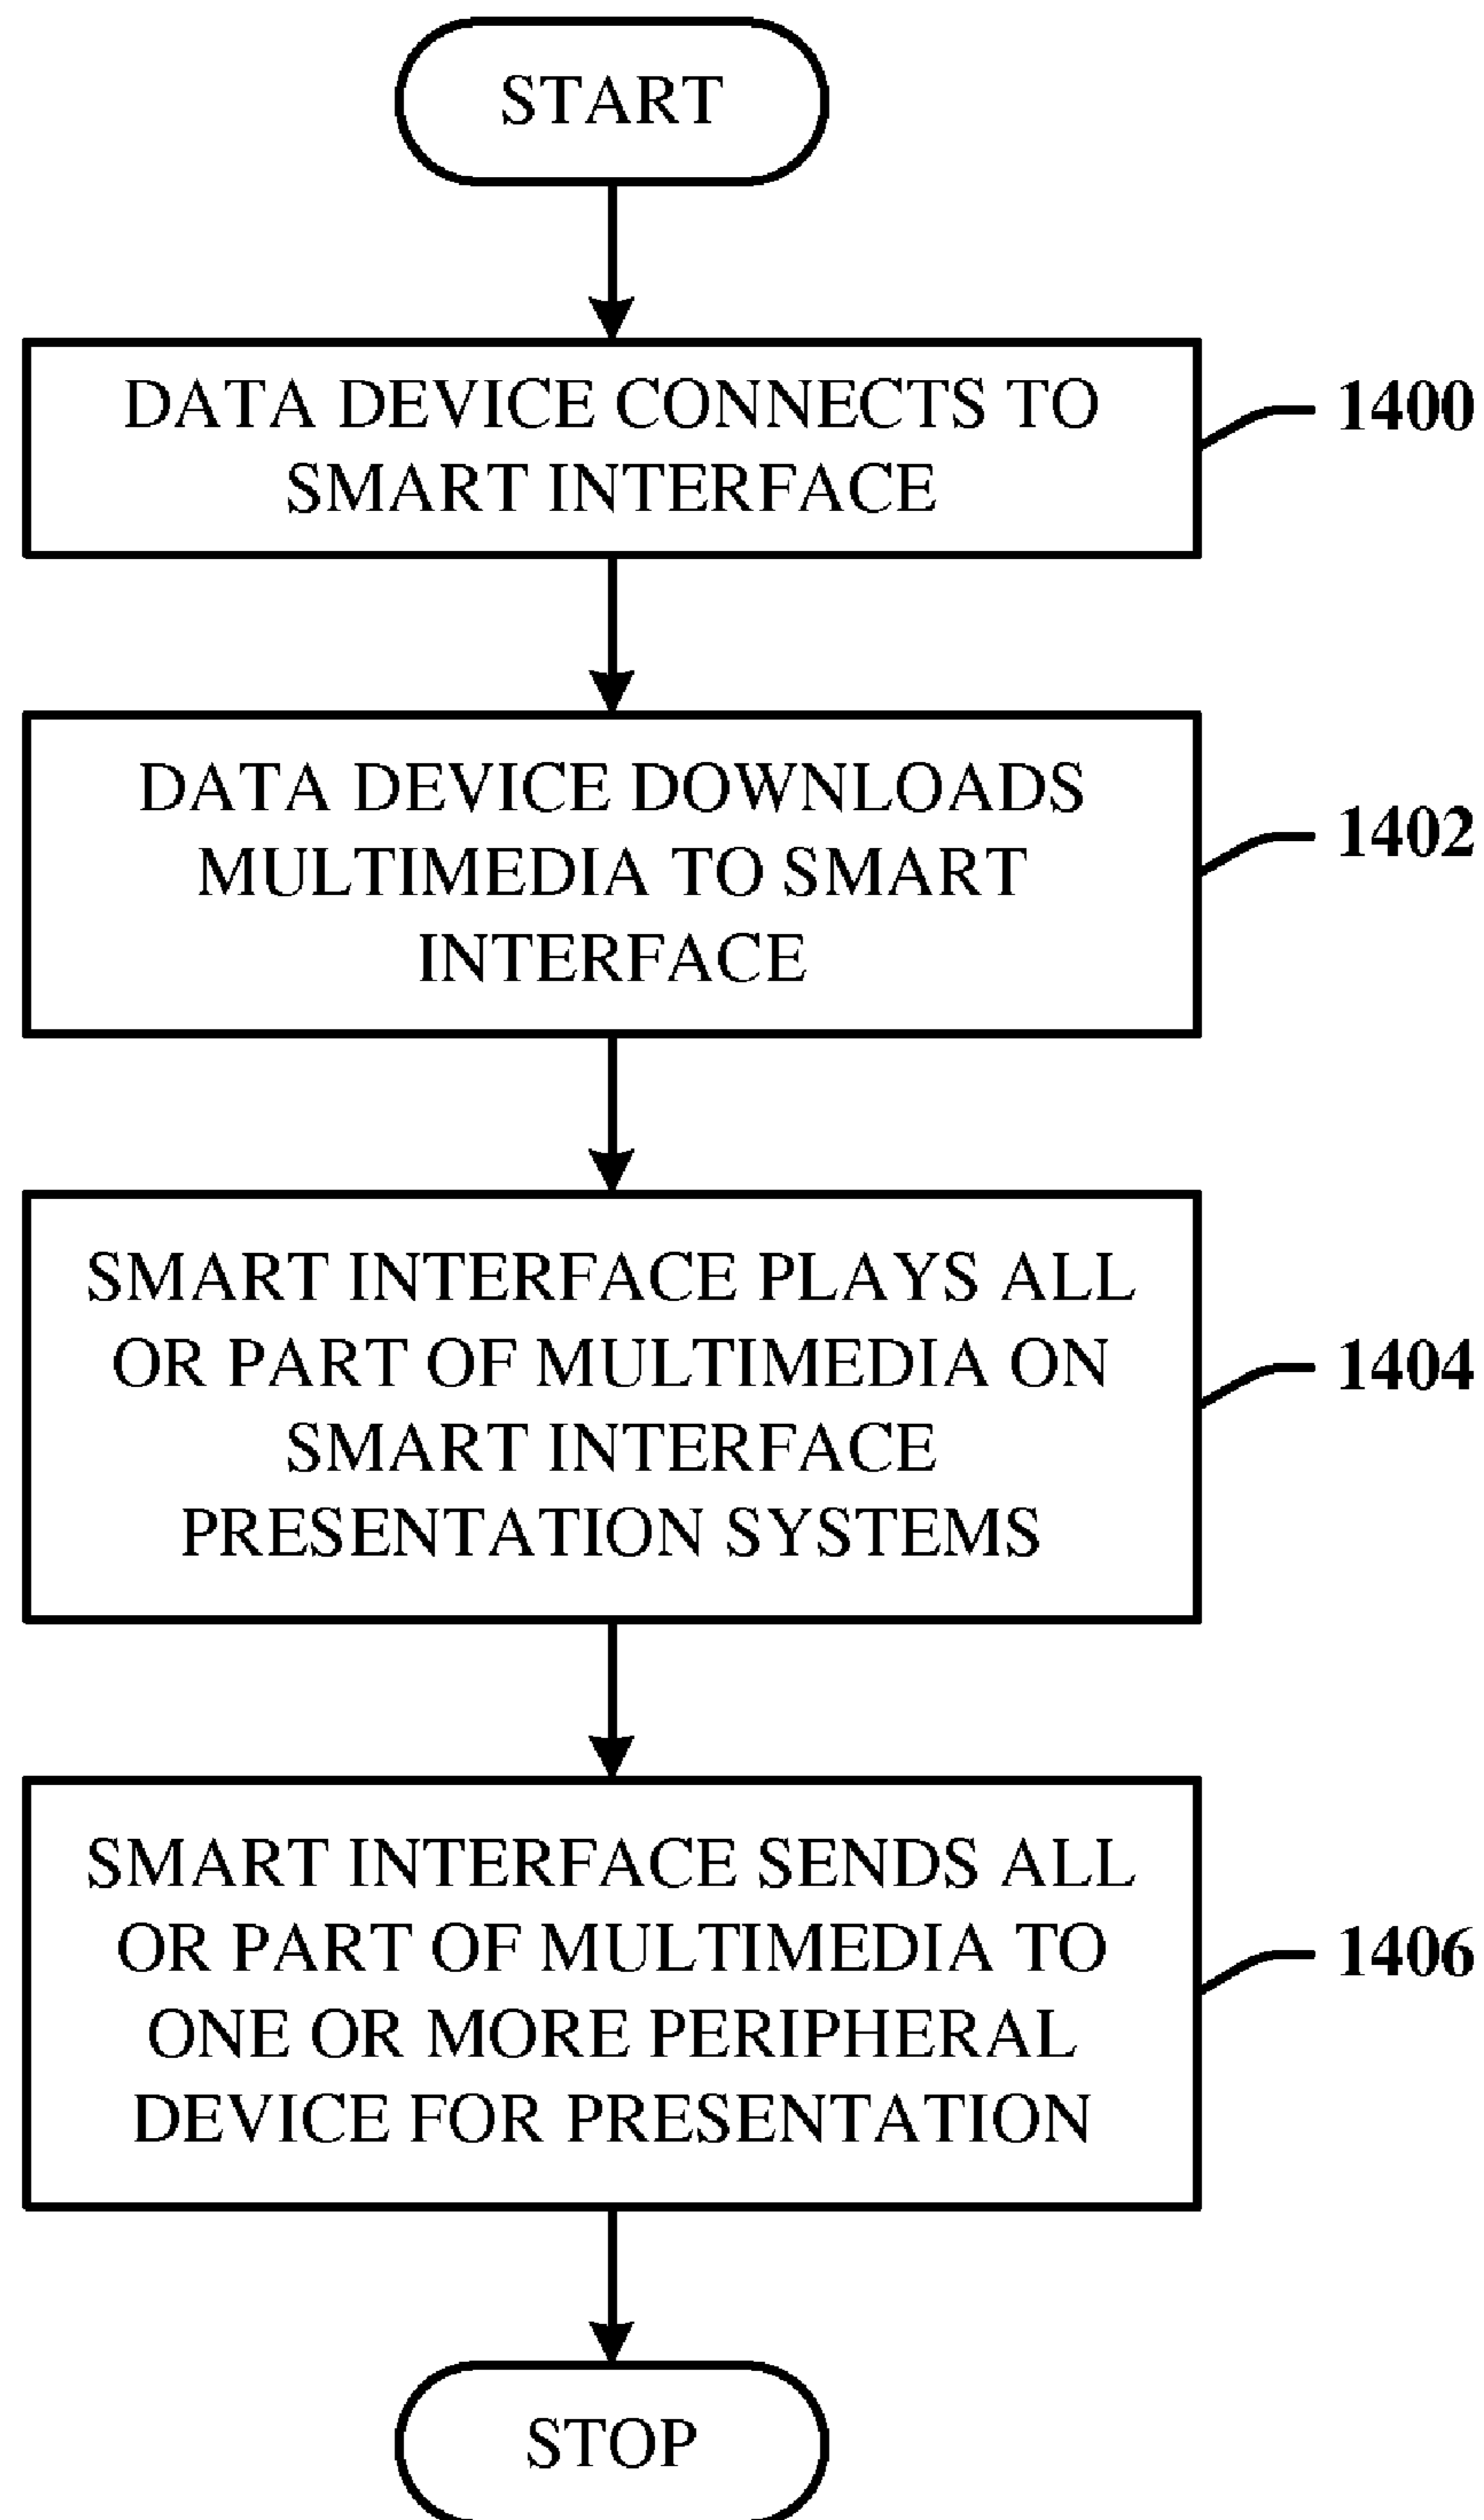 START
DATA DEVICE CONNECTS TO
SMART INTERFACE
1400
DATA DEVICE DOWNLOADS
MULTIMEDIA TO SMART
INTERFACE
1402
SMART INTERFACE PLAYS ALL
OR PART OF MULTIMEDIA ON
SMART INTERFACE
PRESENTATION SYSTEMS
1404
SMART INTERFACE SENDS ALL
OR PART OF MULTIMEDIA TO
ONE OR MORE PERIPHERAL
DEVICE FOR PRESENTATION
1406
STOP